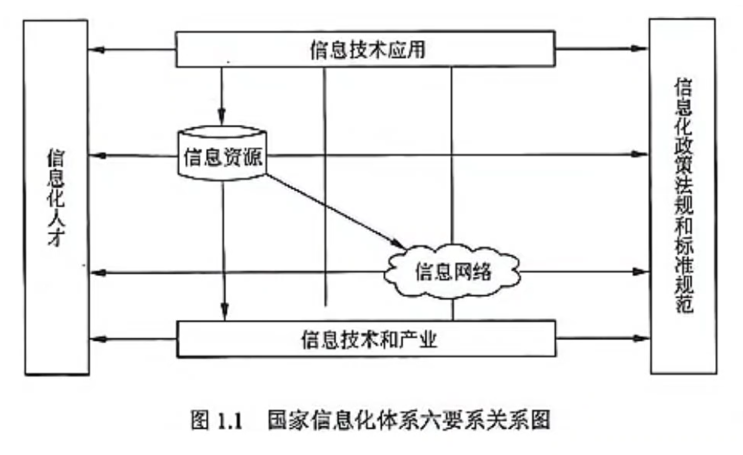 信息技术应用
信息化人才
信息资源
信息化政策法规和标准规范
信息网络
信息技术和产业
图 1.1 国家信息化体系六要系关系图